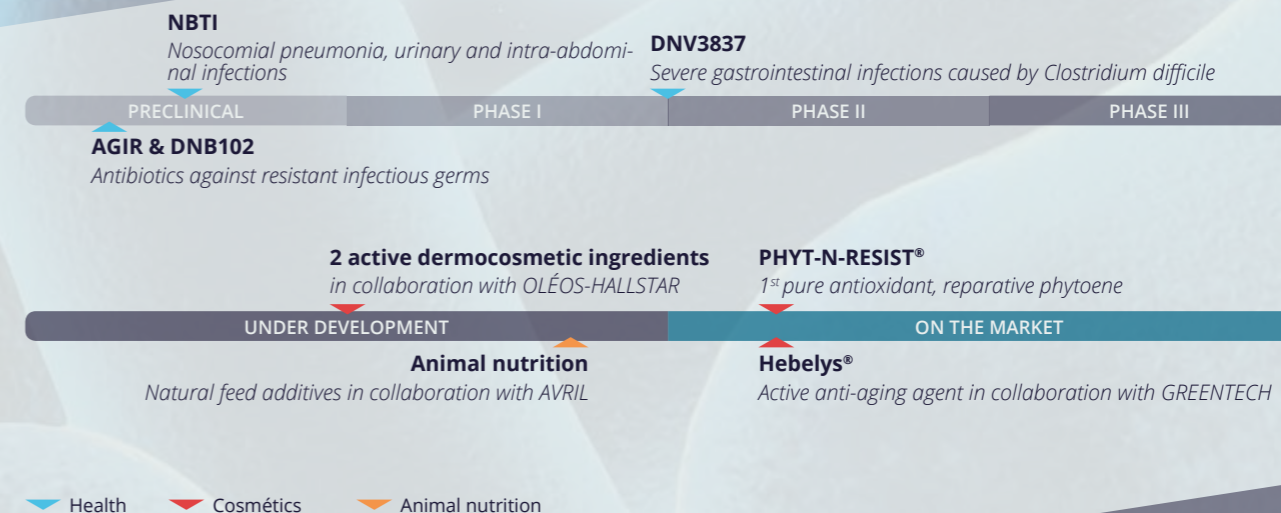 NBTI
Nosocomial pneumonia, urinary and intra-abdomi-
nal infections
DNV3837
Severe gastrointestinal infections caused by Clostridium difficile
PRECLINICAL
PHASE I
PHASE II
PHASE III
AGIR & DNB102
Antibiotics against resistant infectious germs
2 active dermocosmetic ingredients
in collaboration with OLÉOS-HALLSTAR
PHYT-N-RESIST®
1st pure antioxidant, reparative phytoene
UNDER DEVELOPMENT
ON THE MARKET
Animal nutrition
Natural feed additives in collaboration with AVRIL
Hebelys®
Active anti-aging agent in collaboration with GREENTECH
Health
Cosmétics
Animal nutrition